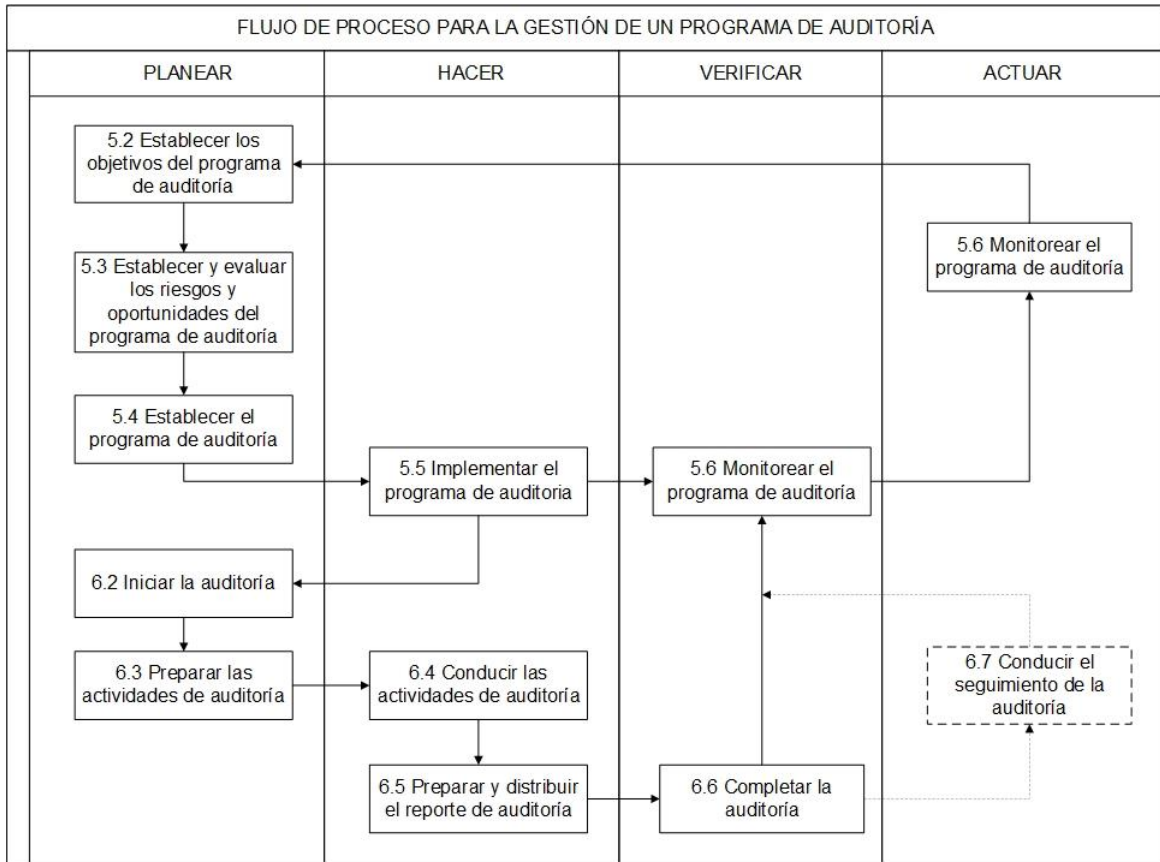 FLUJO DE PROCESO PARA LA GESTIÓN DE UN PROGRAMA DE AUDITORÍA
PLANEAR
HACER
VERIFICAR
ACTUAR
5.2 Establecer los
objetivos del programa
de auditoría
5.6 Monitorear el
programa de auditoría
5.3 Establecer y evaluar
los riesgos y
oportunidades del
programa de auditoría
5.4 Establecer el
programa de auditoría
5.5 Implementar el
programa de auditoria
5.6 Monitorear el
programa de auditoría
6.2 Iniciar la auditoría
6.3 Preparar las
actividades de auditoría
6.4 Conducir las
actividades de auditoría
6.7 Conducir el
seguimiento de la
auditoría
6.5 Preparar y distribuir
el reporte de auditoría
6.6 Completar la
auditoría